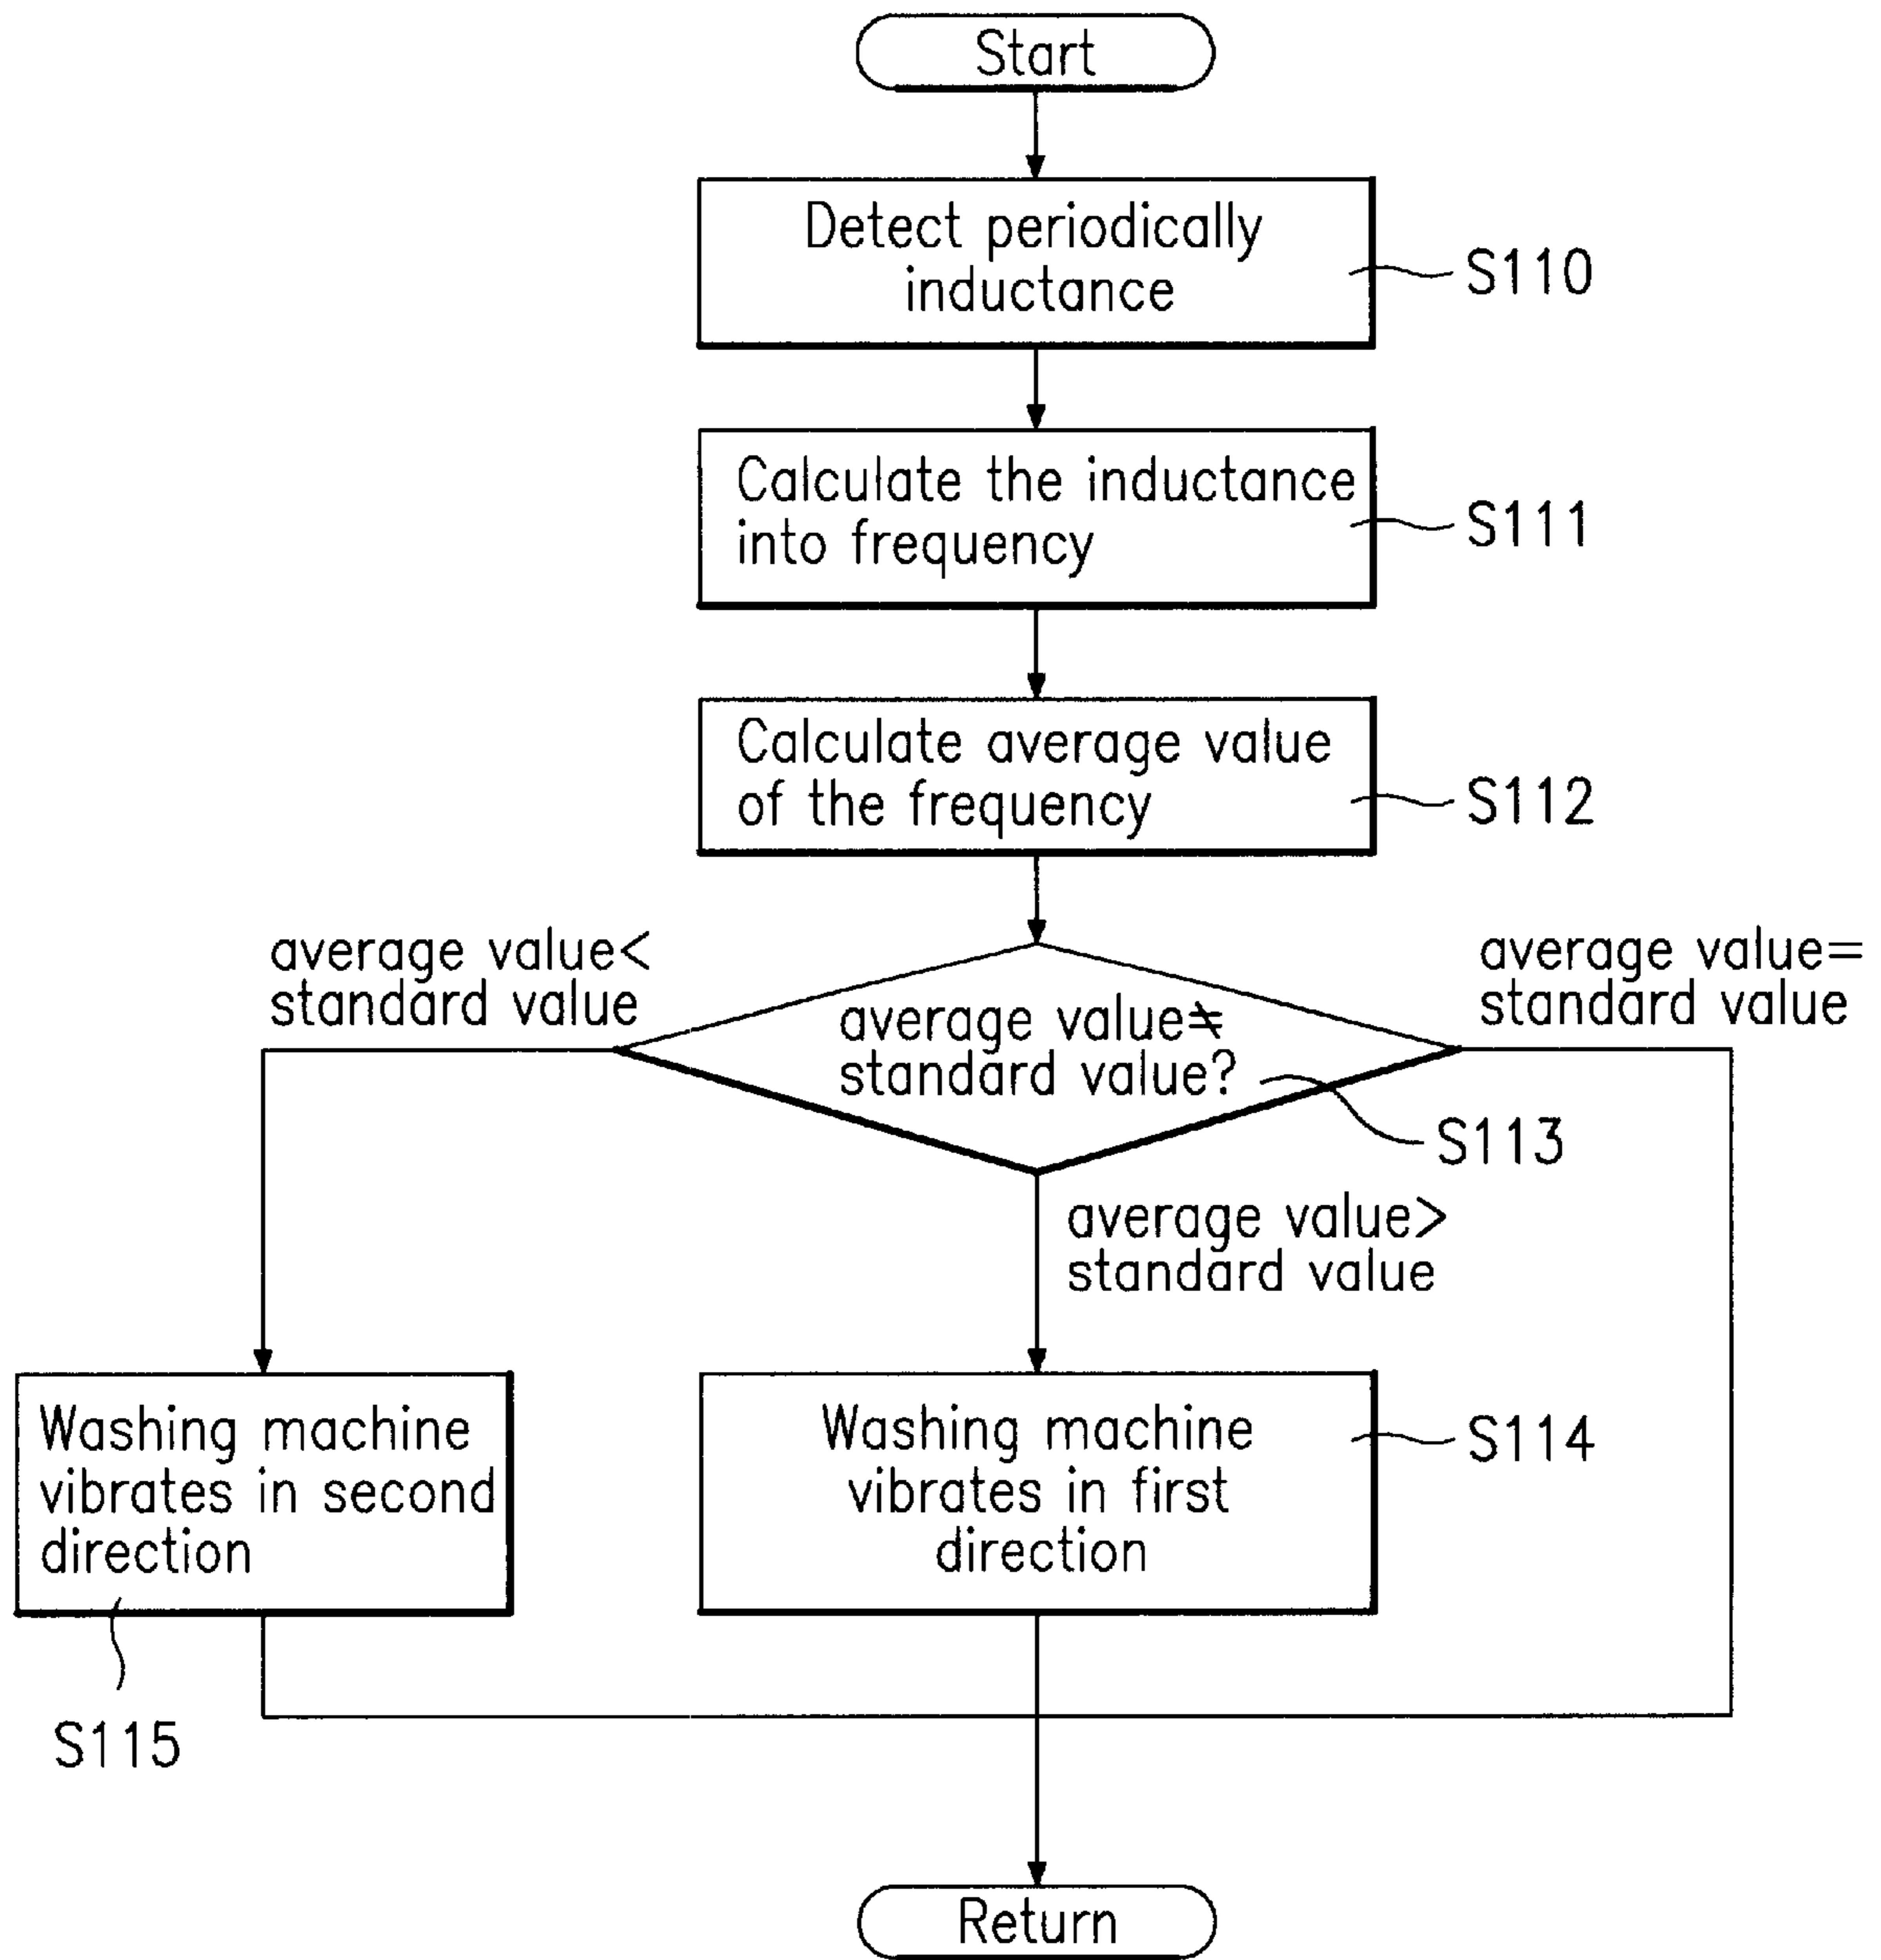 Start
Detect periodically
inductance
S110
Calculate the inductance
into frequency
S111
Calculate average value
of the frequency
S112
average value<
standard value
average value=
standard value
average value≠
standard value?
S113
average value>
standard value
Washing machine
vibrates in second
direction
S115
Washing machine
vibrates in first
direction
S114
Return